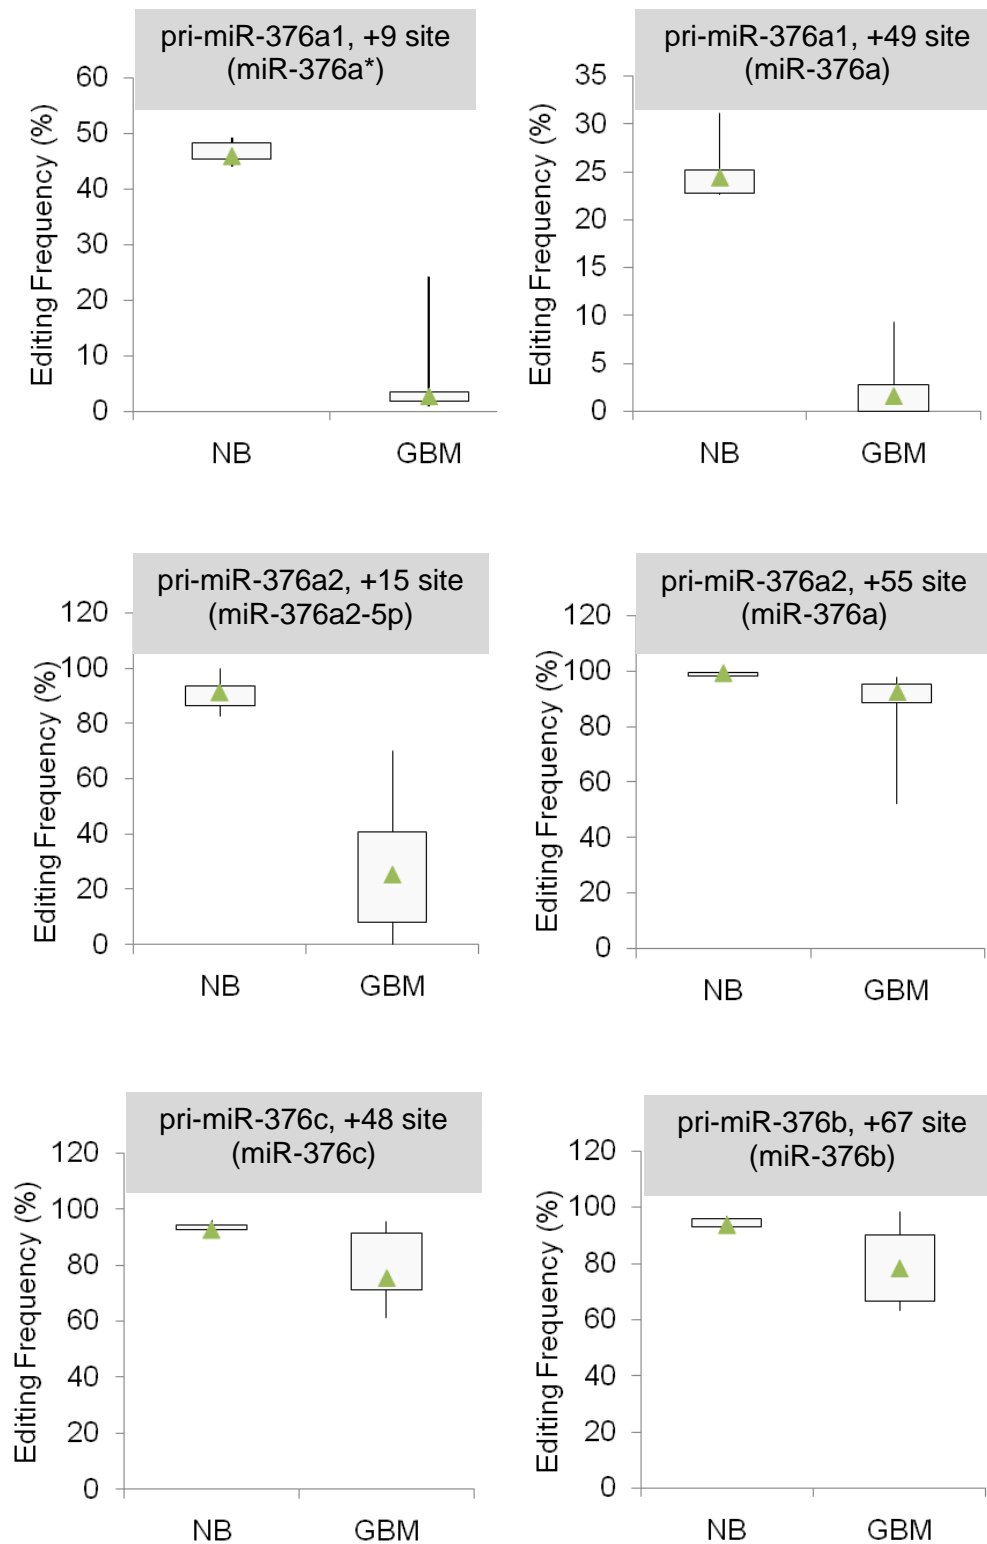 pri-miR-376a1, +9 site
(miR-376a*)
Editing Frequency (%)
60
50
40
30
20
10
0
NB
GBM
pri-miR-376a1, +49 site
(miR-376a)
Editing Frequency (%)
35
30
25
20
15
10
5
0
NB
GBM
pri-miR-376a2, +15 site
(miR-376a2-5p)
Editing Frequency (%)
120
100
80
60
40
20
0
NB
GBM
pri-miR-376a2, +55 site
(miR-376a)
Editing Frequency (%)
120
100
80
60
40
20
0
NB
GBM
pri-miR-376c, +48 site
(miR-376c)
Editing Frequency (%)
120
100
80
60
40
20
0
NB
GBM
pri-miR-376b, +67 site
(miR-376b)
Editing Frequency (%)
120
100
80
60
40
20
0
NB
GBM